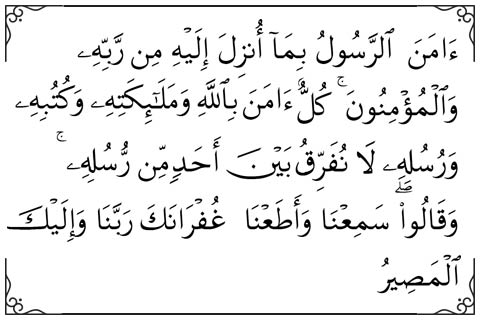 ءَامَنَ ٱلرَّسُولُ بِمَآ أُنزِلَ إِلَيْهِ مِن رَّبِّهِۦ
وَٱلْمُؤْمِنُونَ ۚ كُلٌّ ءَامَنَ بِٱللَّهِ وَمَلَـٰٓئِكَتِهِۦ وَكُتُبِهِۦ
وَرُسُلِهِۦ لَا نُفَرِّقُ بَيْنَ أَحَدٍ مِّن رُّسُلِهِۦ ۚ
وَقَالُوا۟ سَمِعْنَا وَأَطَعْنَا ۖ غُفْرَانَكَ رَبَّنَا وَإِلَيْكَ
ٱلْمَصِيرُ